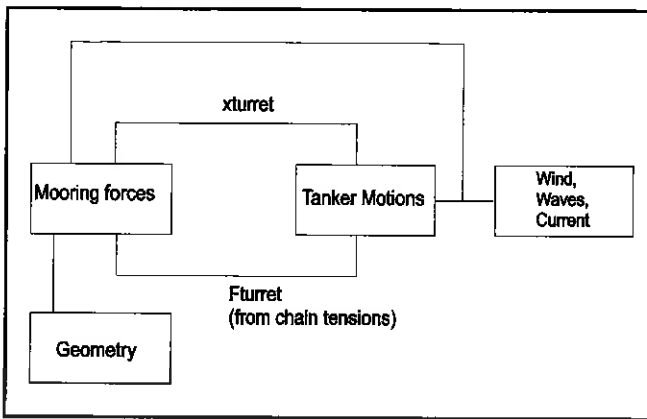 xturret
Mooring forces
Tanker Motions
Wind,
Waves,
Current
Fturret
(from chain tensions)
Geometry